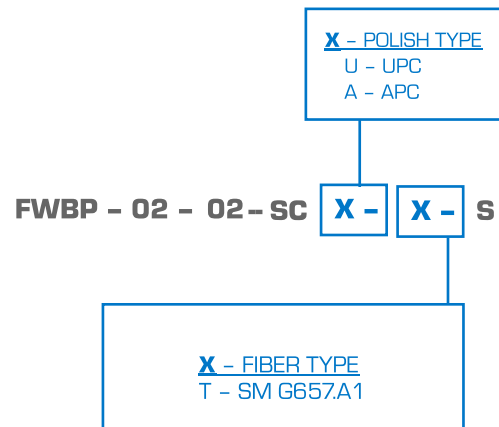 X - POLISH TYPE
U - UPC
A - APC
FWBP - 02 - 02 - SC X - X - S
X - FIBER TYPE
T - SM G657.A1